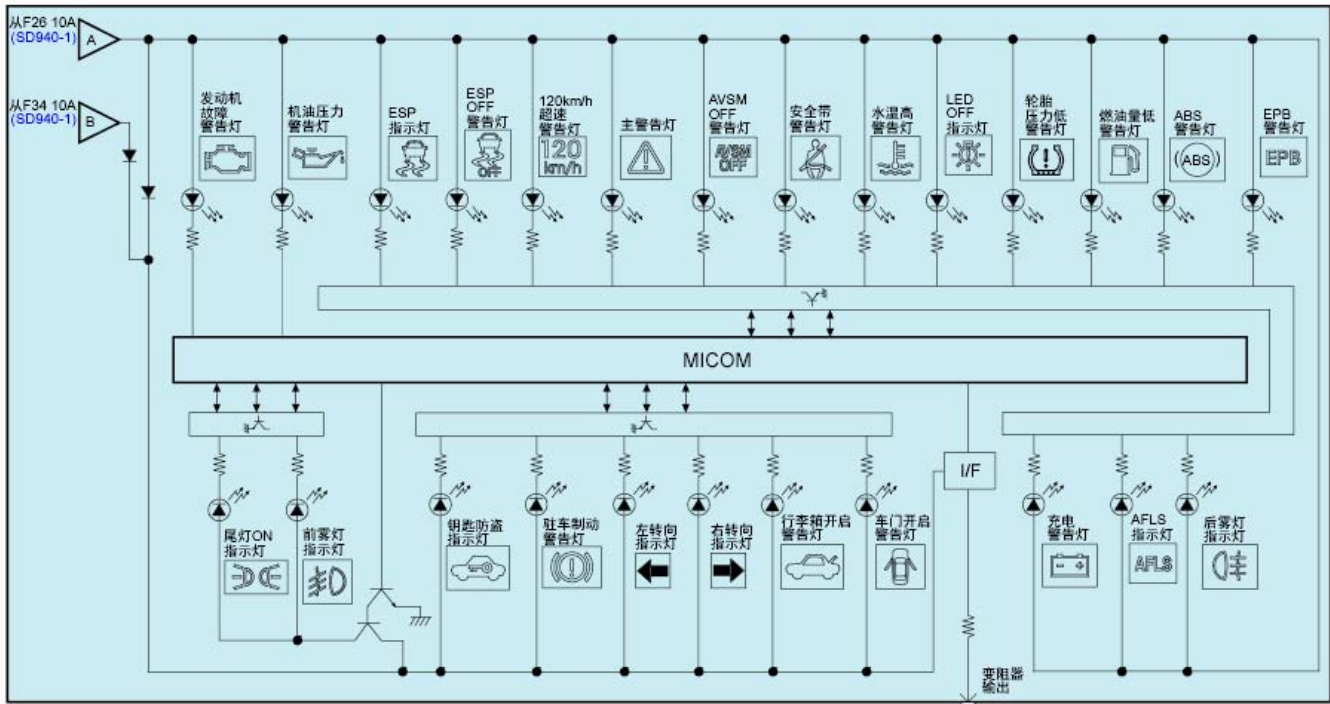 从F26 10A
(SD940-1)
A
从F34 10A
(SD940-1)
B
发动机
故障
警告灯
机油压力
警告灯
ESP
指示灯
ESP
OFF
警告灯
OFF
120km/h
超速
警告灯
120
km/h
主警告灯
AVSM
OFF
警告灯
AVSM
OFF
安全带
警告灯
水温高
警告灯
LED
OFF
指示灯
轮胎
压力低
警告灯
燃油量低
警告灯
ABS
警告灯
(ABS)
EPB
警告灯
EPB
MICOM
I/F
尾灯ON
指示灯
前雾灯
指示灯
钥匙防盗
指示灯
驻车制动
警告灯
左转向
指示灯
右转向
指示灯
行李箱开启
警告灯
车门开启
警告灯
充电
警告灯
AFLS
指示灯
AFLS
后雾灯
指示灯
变阻器
输出